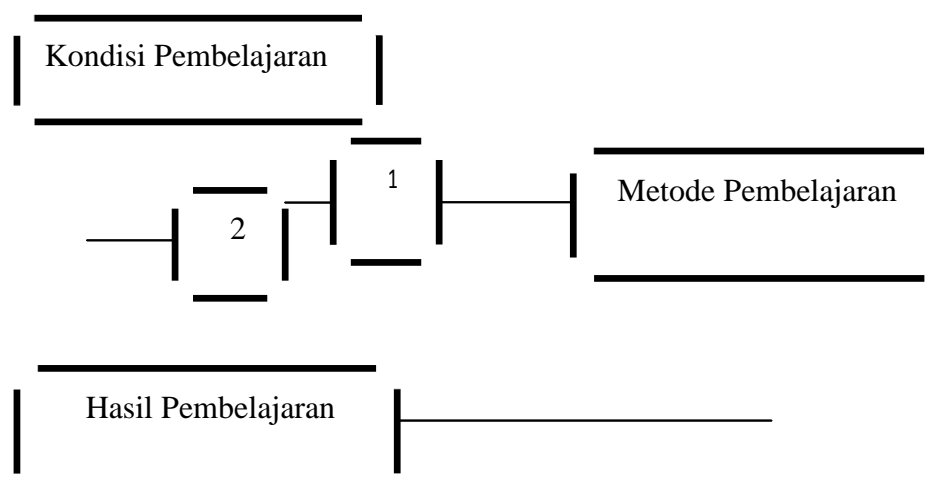 Kondisi Pembelajaran
1
Metode Pembelajaran
2
Hasil Pembelajaran